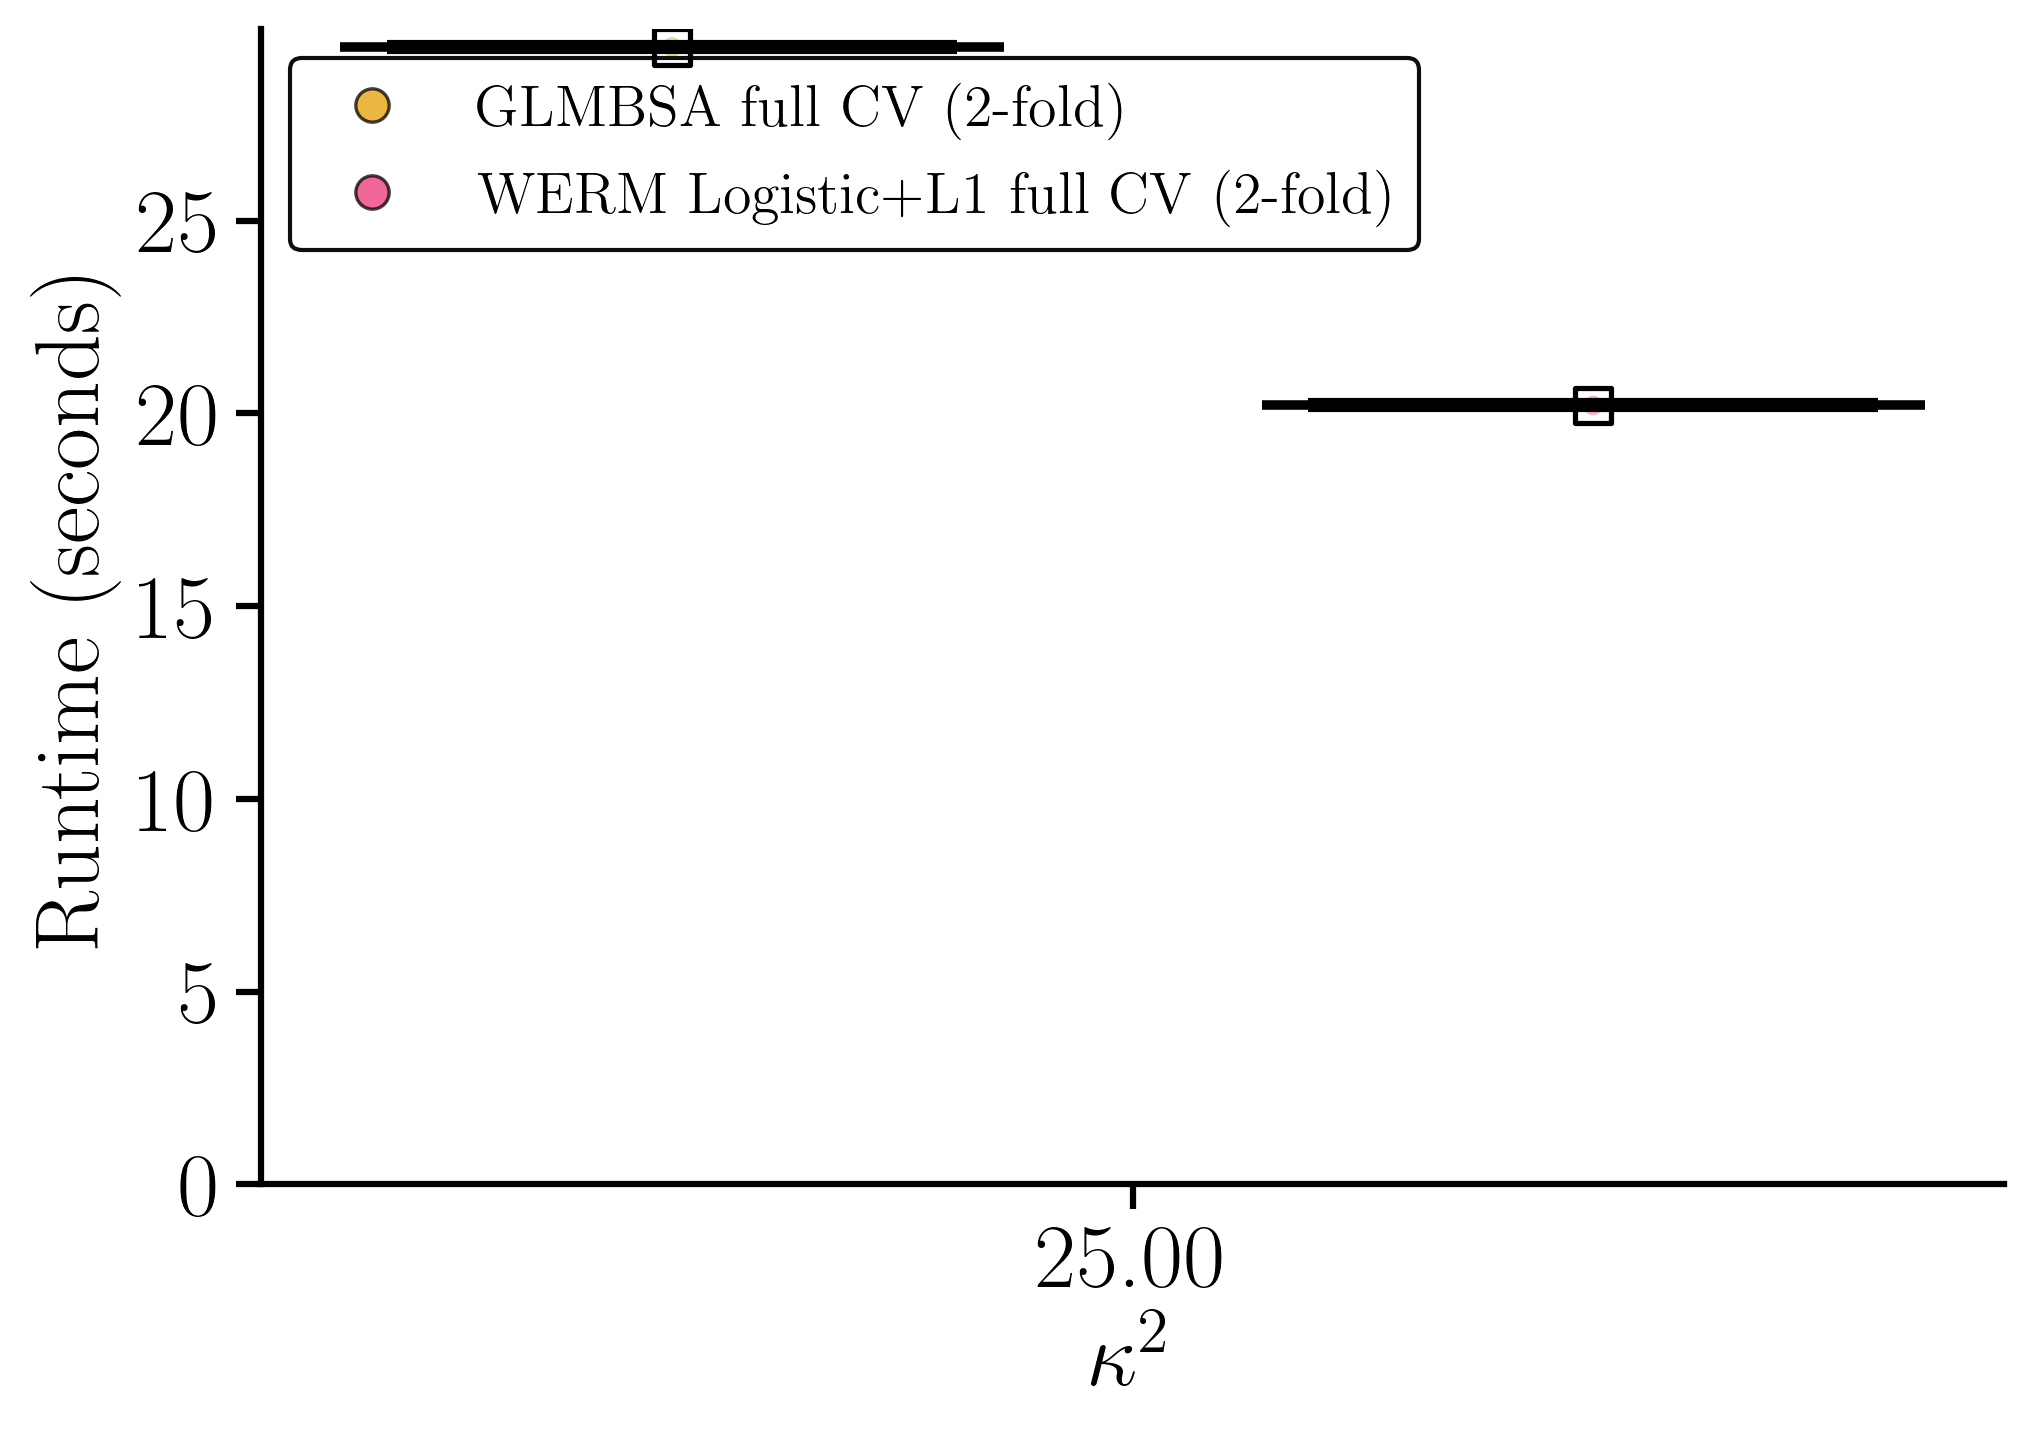 GLMBSA full CV (2-fold)
WERM Logistic+L1 full CV (2-fold)
Runtime (seconds)
25
20
15
10
5
0
25.00
κ²